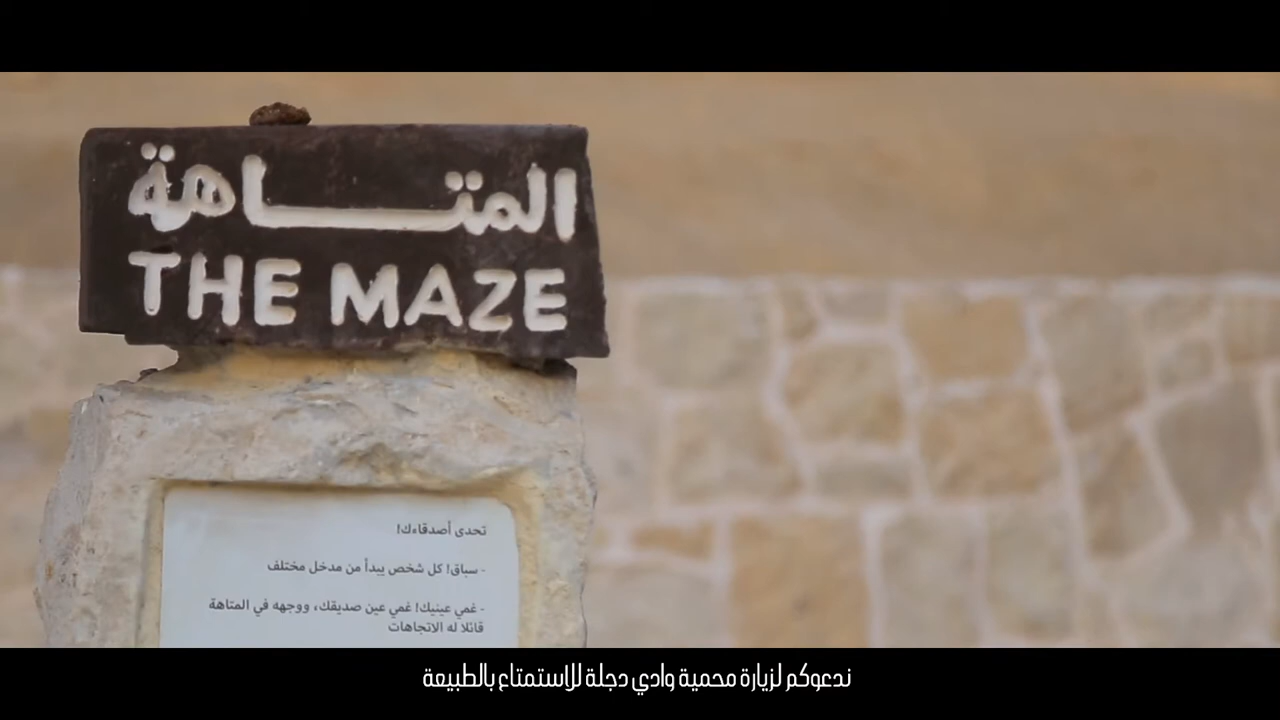 المتاهة
THE MAZE
تحدى أصدقاءك!
- سباق! كل شخص يبدأ من مدخل مختلف
- غمي عينيك! غمي عين صديقك، ووجهه في المتاهة
قائلا له الاتجاهات
ندعوكم لزيارة محمية وادي دجلة للاستمتاع بالطبيعة